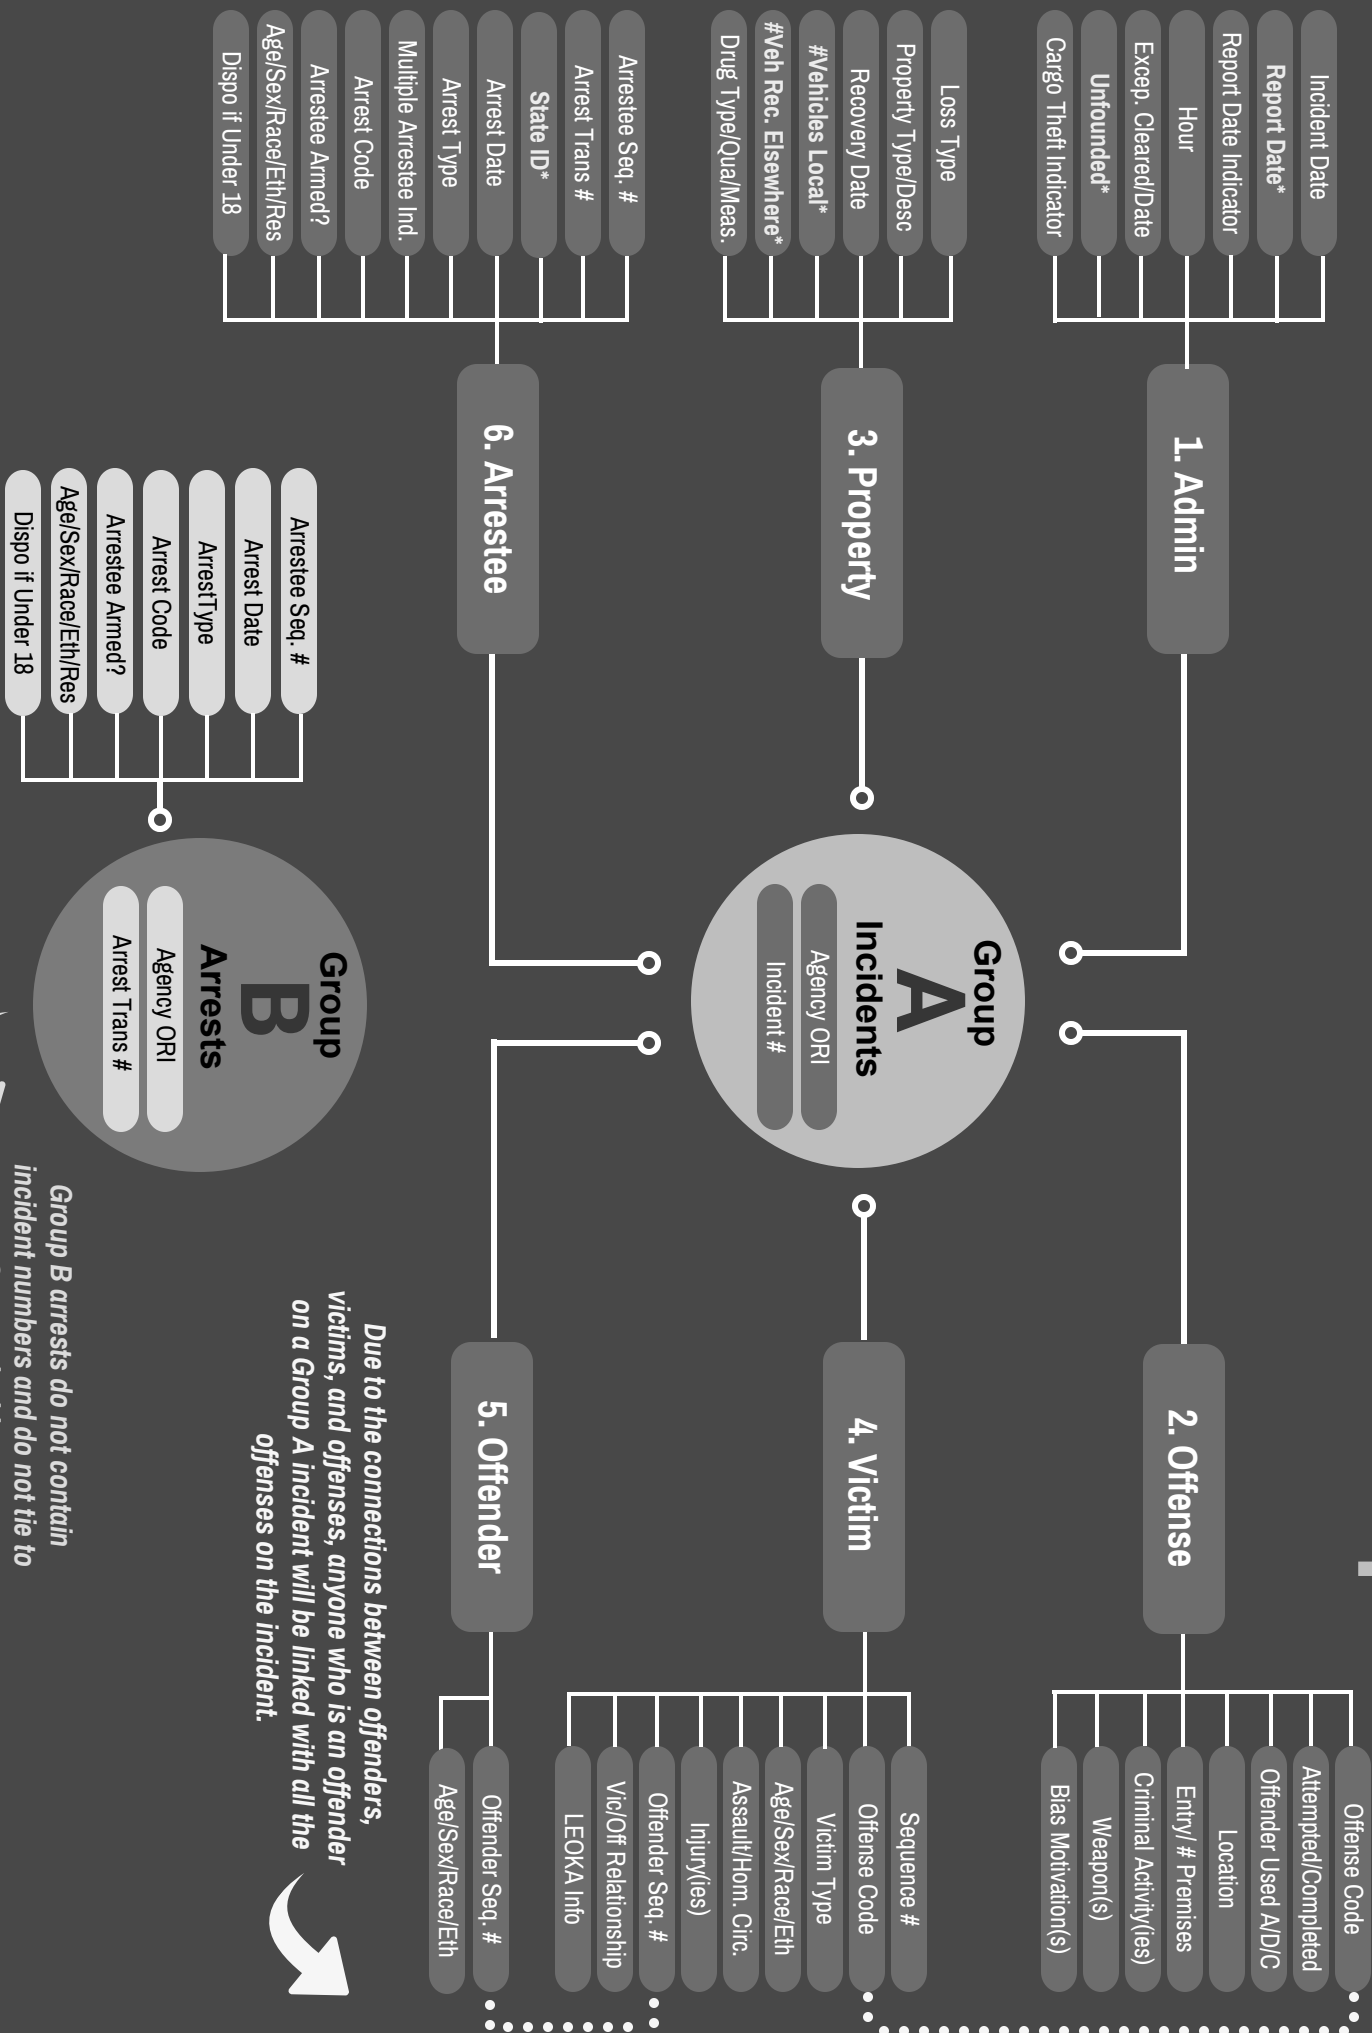 Incident Date
Report Date*
Report Date Indicator
Hour
Excep. Cleared/Date
Unfounded*
Cargo Theft Indicator
1. Admin
2. Offense
Offense Code
Attempted/Completed
Offender Used A/D/C
Location
Entry/ # Premises
Criminal Activity(ies)
Weapon(s)
Bias Motivation(s)
Loss Type
Property Type/Desc
Recovery Date
#Vehicles Local*
#Veh Rec. Elsewhere*
Drug Type/Qua/Meas.
3. Property
Group
A
Incidents
Agency ORI
Incident #
4. Victim
Sequence #
Offense Code
Victim Type
Age/Sex/Race/Eth
Assault/Hom. Circ.
Injury(ies)
Offender Seq. #
Vic/Off Relationship
LEOKA Info
Arrestee Seq. #
Arrest Trans #
State ID*
Arrest Date
Arrest Type
Multiple Arrestee Ind.
Arrest Code
Arrestee Armed?
Age/Sex/Race/Eth/Res
Dispo if Under 18
6. Arrestee
5. Offender
Offender Seq. #
Age/Sex/Race/Eth
Due to the connections between offenders,
victims, and offenses, anyone who is an offender
on a Group A incident will be linked with all the
offenses on the incident.
Arrestee Seq. #
Arrest Date
ArrestType
Arrest Code
Arrestee Armed?
Age/Sex/Race/Eth/Res
Dispo if Under 18
Group
B
Arrests
Agency ORI
Arrest Trans #
Group B arrests do not contain
incident numbers and do not tie to